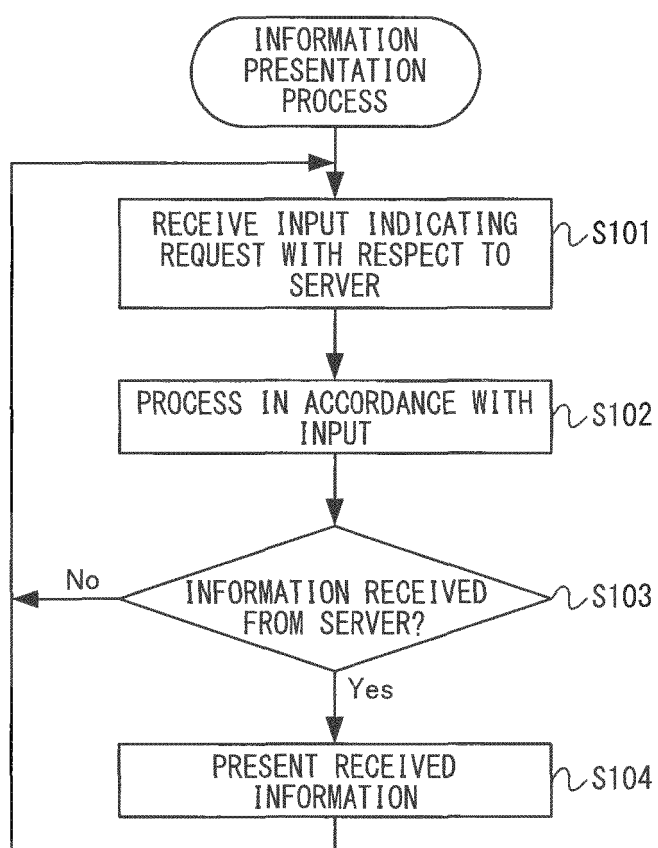 INFORMATION
PRESENTATION
PROCESS
RECEIVE INPUT INDICATING
REQUEST WITH RESPECT TO
SERVER
S101
PROCESS IN ACCORDANCE WITH
INPUT
S102
INFORMATION RECEIVED
FROM SERVER?
S103
No
Yes
PRESENT RECEIVED
INFORMATION
S104